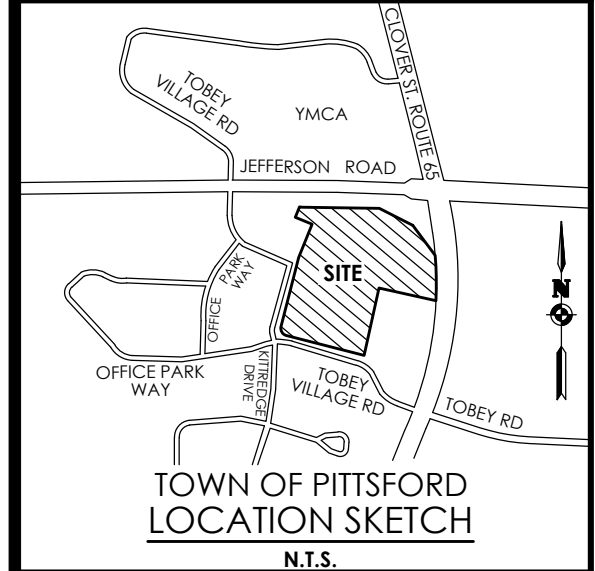 CLOVER ST. ROUTE 65
TOBEY
VILLAGE RD
YMCA
JEFFERSON ROAD
OFFICE PARK
WAY
SITE
N
OFFICE PARK
WAY
KITTREDGE
DRIVE
TOBEY
VILLAGE RD
TOBEY RD
TOWN OF PITTSFORD
LOCATION SKETCH
N.T.S.